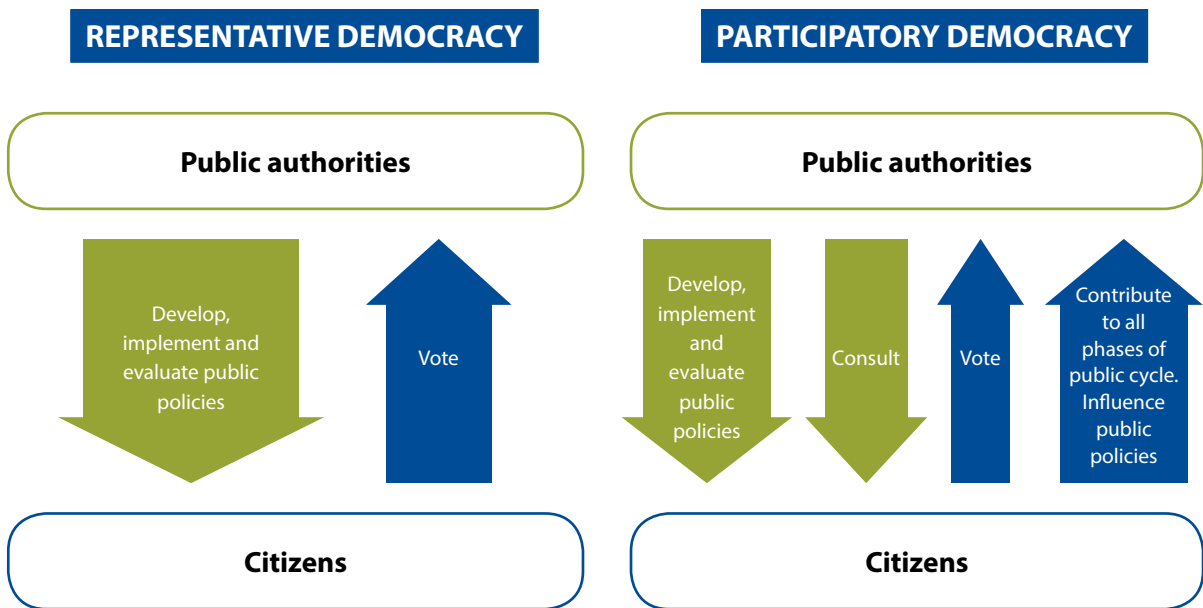 REPRESENTATIVE DEMOCRACY
Public authorities
Develop,
implement and
evaluate public
policies
Vote
Citizens
PARTICIPATORY DEMOCRACY
Public authorities
Develop,
implement
and
evaluate
public
policies
Consult
Vote
Contribute
to all
phases of
public cycle.
Influence
public
policies
Citizens